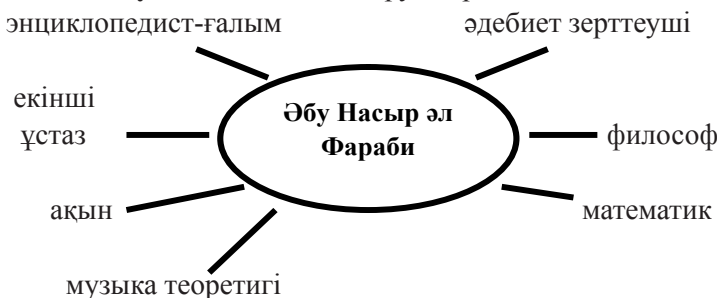 энциклопедист-ғалым
әдебиет зерттеуші
екінші
ұстаз
Әбу Насыр әл
Фараби
философ
ақын
математик
музыка теоретигі